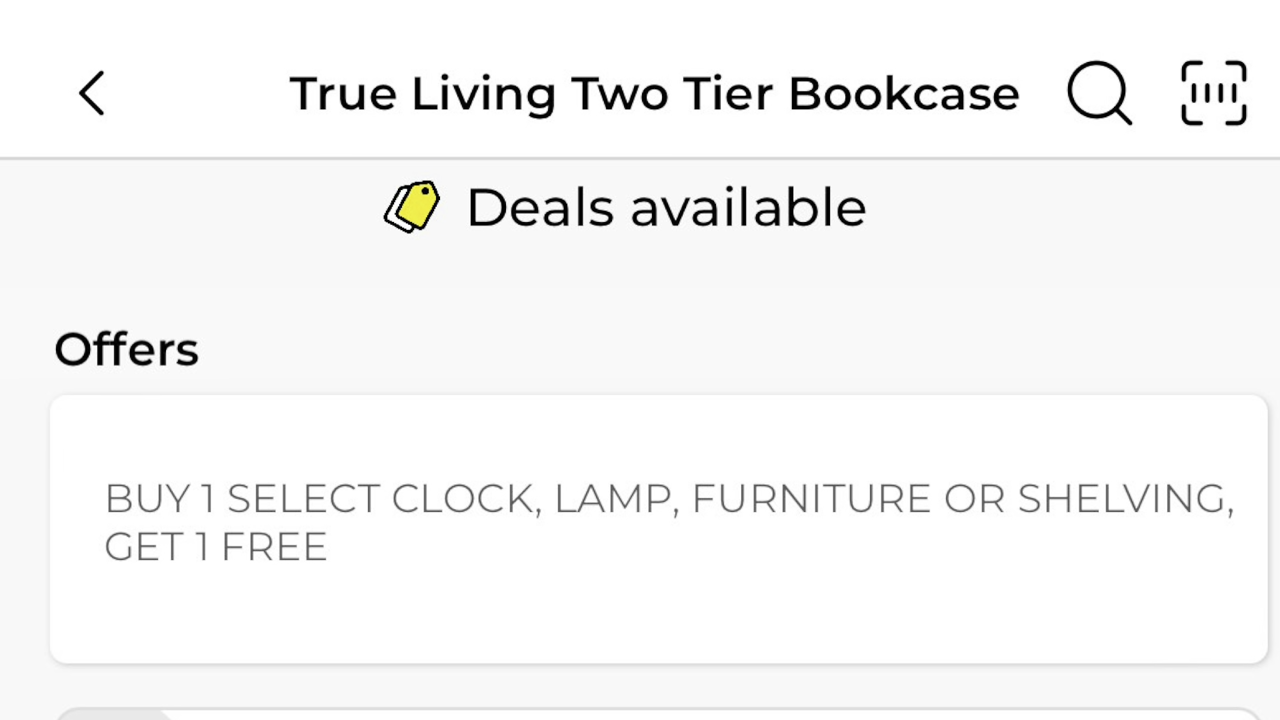 True Living Two Tier Bookcase
Deals available
Offers
BUY 1 SELECT CLOCK, LAMP, FURNITURE OR SHELVING,
GET 1 FREE